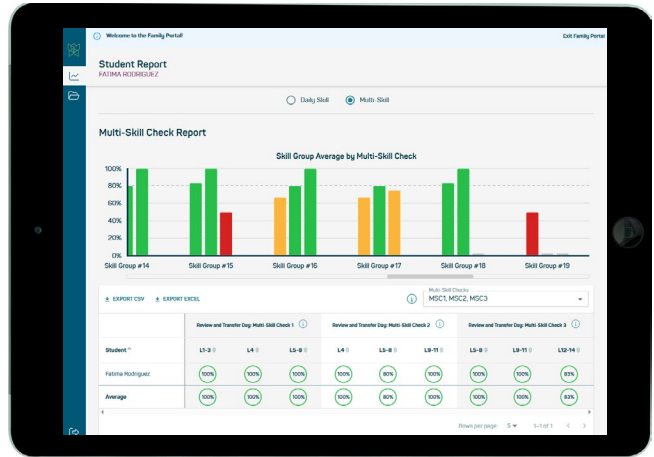 Welcome to the Family Portal!
Exit Family Portal
Student Report
FATIMA RODRIGUEZ
Daily Skill
Multi-Skill
Multi-Skill Check Report
Skill Group Average by Multi-Skill Check
100%
80%
60%
40%
20%
0%
Skill Group #14 Skill Group #15 Skill Group #16 Skill Group #17 Skill Group #18 Skill Group #19
EXPORT CSV EXPORT EXCEL
Multi-Skill Checks
MSC1, MSC2, MSC3
Review and Transfer Day: Multi-Skill Check 1 Review and Transfer Day: Multi-Skill Check 2 Review and Transfer Day: Multi-Skill Check 3
Student L1-3 L4 L5-8 L4 L5-8 L9-11 L5-8 L9-11 L12-14
Fatima Rodriguez 100% 100% 100% 100% 80% 100% 100% 100% 83%
Average 100% 100% 100% 100% 80% 100% 100% 100% 83%
Rows per page: 5 1-1 of 1